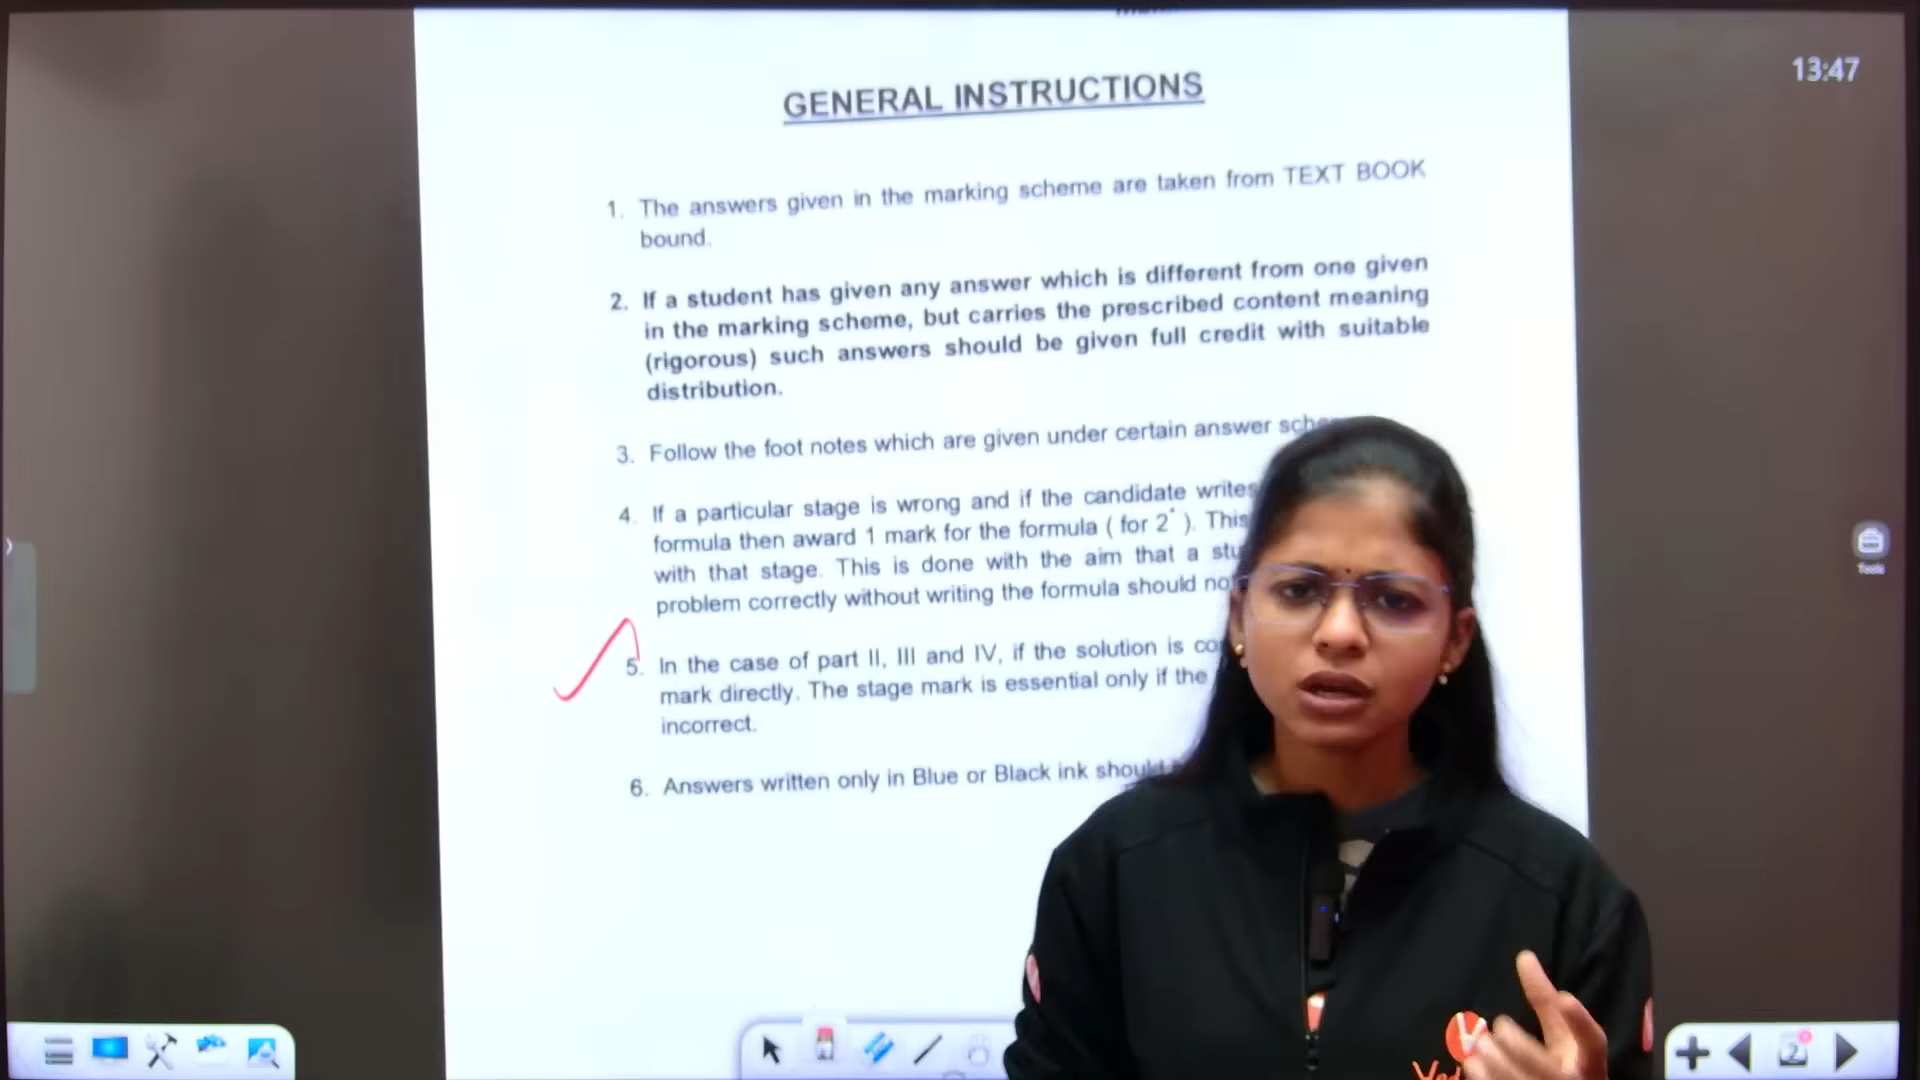 13:47
GENERAL INSTRUCTIONS
1. The answers given in the marking scheme are taken from TEXT BOOK
bound.
2. If a student has given any answer which is different from one given
in the marking scheme, but carries the prescribed content meaning
(rigorous) such answers should be given full credit with suitable
distribution.
3. Follow the foot notes which are given under certain answer
4. If a particular stage is wrong and if the candidate writes
formula then award 1 mark for the formula ( for 2* ). This
with that stage. This is done with the aim that a
problem correctly without writing the formula should
5. In the case of part II, III and IV, if the solution is
mark directly. The stage mark is essential only if the
incorrect.
6. Answers written only in Blue or Black ink should
Tools
2